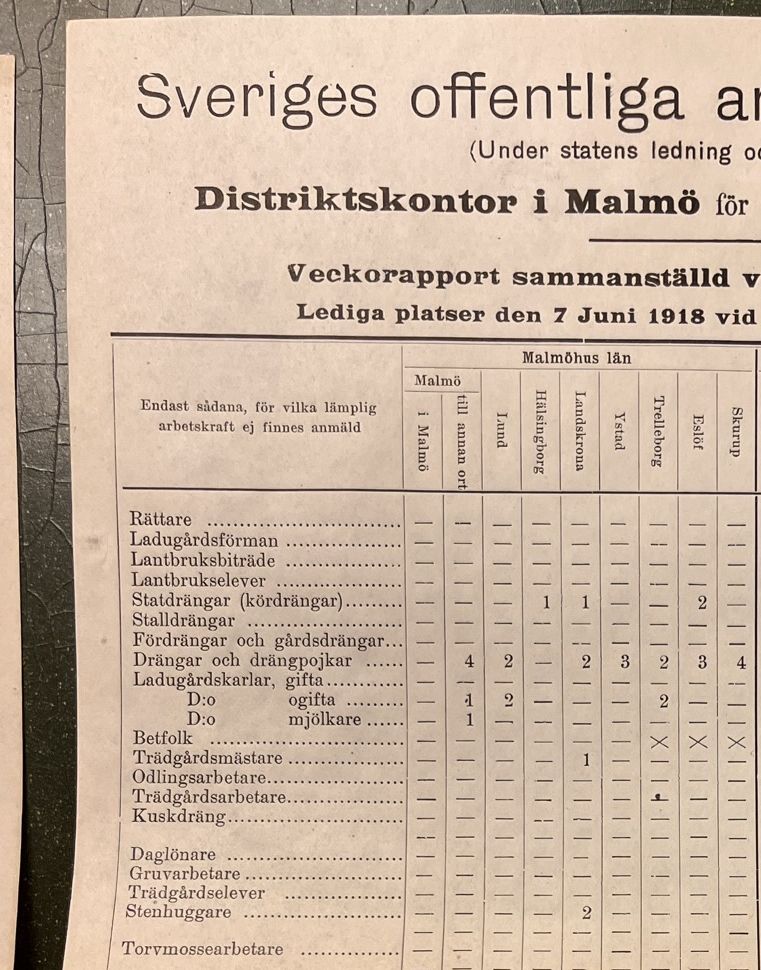 Sveriges offentliga
(Under statens ledning
Distriktskontor i Malmö för
Veckorapport sammanställd
Lediga platser den 7 Juni 1918 vid
Malmöhus län
Malmö
Endast sådana, för vilka lämplig arbetskraft ej finnes anmäld | i Malmö | till annan ort | Lund | Hälsingborg | Landskrona | Ystad | Trelleborg | Eslöf | Skurup
Rättare .............................. — — — — — — — — —
Ladugårdsförman .................. — — — — — — — — —
Lantbruksbiträde .................. — — — — — — — — —
Lantbrukselever .................. — — — — — — — — —
Statdrängar (kördrängar)......... — — — 1 1 — — 2 —
Stalldrängar ........................ — — — — — — — — —
Fördrängar och gårdsdrängar... — — — — — — — — —
Drängar och drängpojkar ...... — 4 2 — 2 3 2 3 4
Ladugårdskarlar, gifta............ — — — — — — — — —
D:o ogifta ......... — 1 2 — — — 2 — —
D:o mjölkare ...... — 1 — — — — — — —
Betfolk .............................. — — — — — — × × ×
Trädgårdsmästare .................. — — — — 1 — — — —
Odlingsarbetare..................... — — — — — — — — —
Trädgårdsarbetare.................. — — — — — — — — —
Kuskdräng........................... — — — — — — — — —
— — — — — — — — —
Daglönare ........................... — — — — — — — — —
Gruvarbetare ........................ — — — — — — — — —
Trädgårdselever .................. — — — — — — — — —
Stenhuggare ........................ — — — — 2 — — — —
— — — — — — — — —
Torvmossearbetare ............... — — — — — — — — —